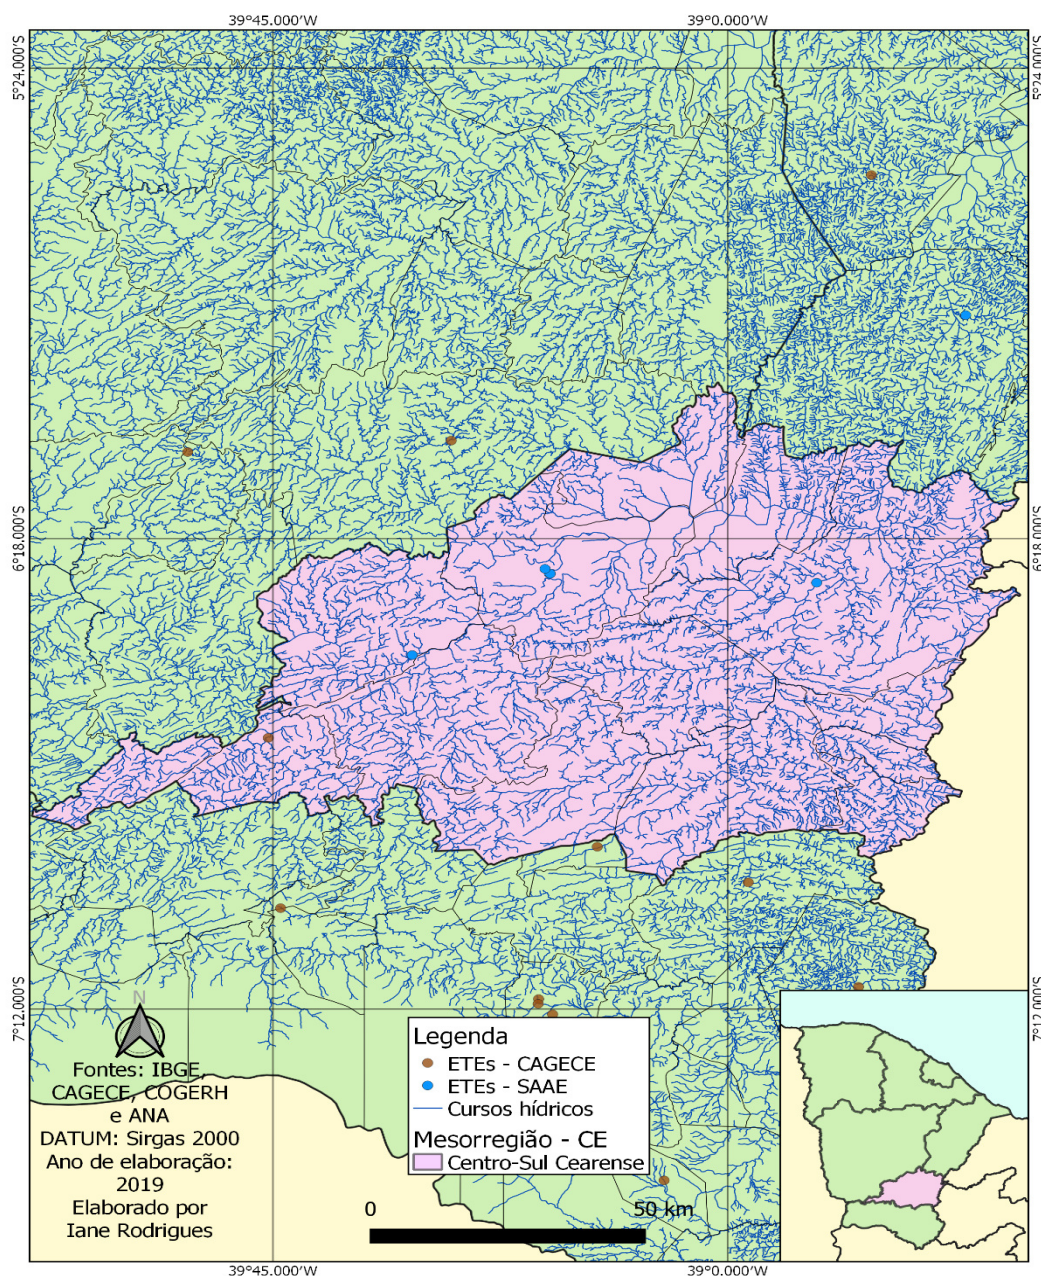 39°45.000'W
39°0.000'W
5°24.000'S
5°24.000'S
6°18.000'S
6°18.000'S
7°12.000'S
7°12.000'S
N
Fontes: IBGE,
CAGECE, COGERH
e ANA
DATUM: Sirgas 2000
Ano de elaboração:
2019
Elaborado por
Iane Rodrigues
Legenda
ETEs - CAGECE
ETEs - SAAE
Cursos hídricos
Mesorregião - CE
Centro-Sul Cearense
0
50 km
39°45.000'W
39°0.000'W